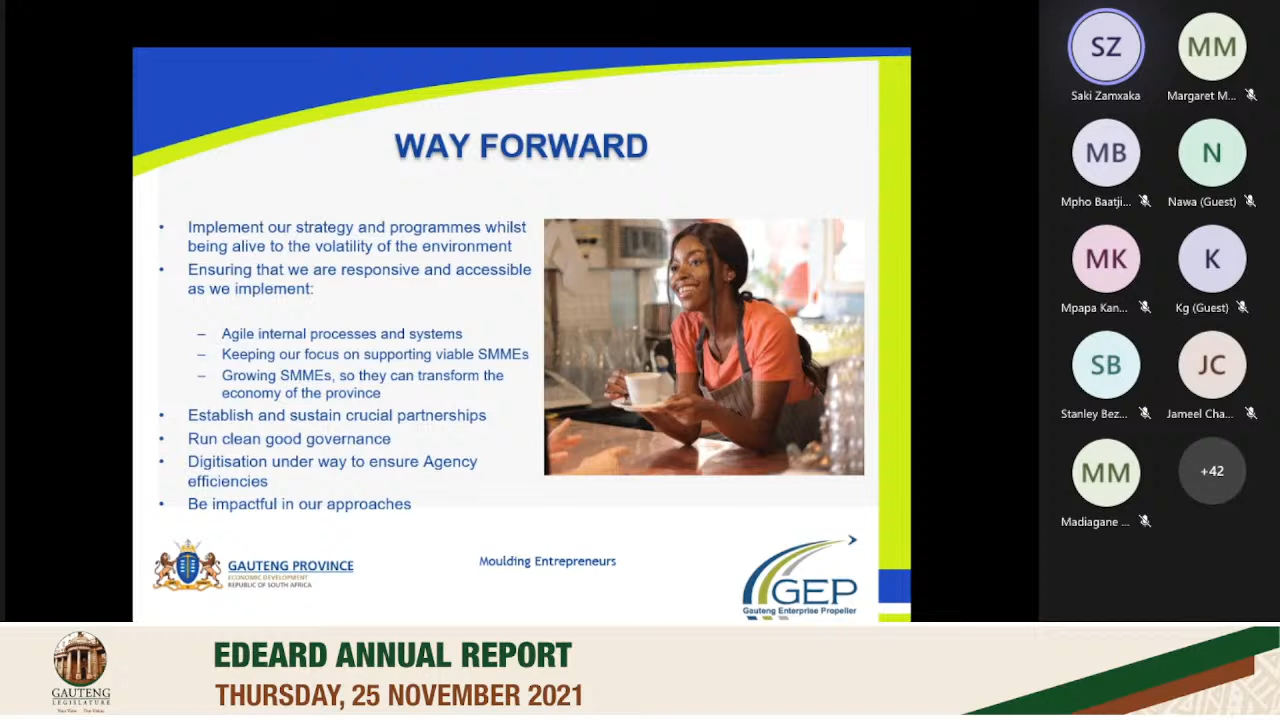 WAY FORWARD
• Implement our strategy and programmes whilst
being alive to the volatility of the environment
• Ensuring that we are responsive and accessible
as we implement:
– Agile internal processes and systems
– Keeping our focus on supporting viable SMMEs
– Growing SMMEs, so they can transform the
economy of the province
• Establish and sustain crucial partnerships
• Run clean good governance
• Digitisation under way to ensure Agency
efficiencies
• Be impactful in our approaches
GAUTENG PROVINCE
ECONOMIC DEVELOPMENT
REPUBLIC OF SOUTH AFRICA
Moulding Entrepreneurs
GEP
Gauteng Enterprise Propeller
SZ
Saki Zamxaka
MM
Margaret M...
MB
Mpho Baatji...
N
Nawa (Guest)
MK
Mpapa Kan...
K
Kg (Guest)
SB
Stanley Bez...
JC
Jameel Cha...
MM
Madiagane ...
+42
GAUTENG
LEGISLATURE
EDEARD ANNUAL REPORT
THURSDAY, 25 NOVEMBER 2021